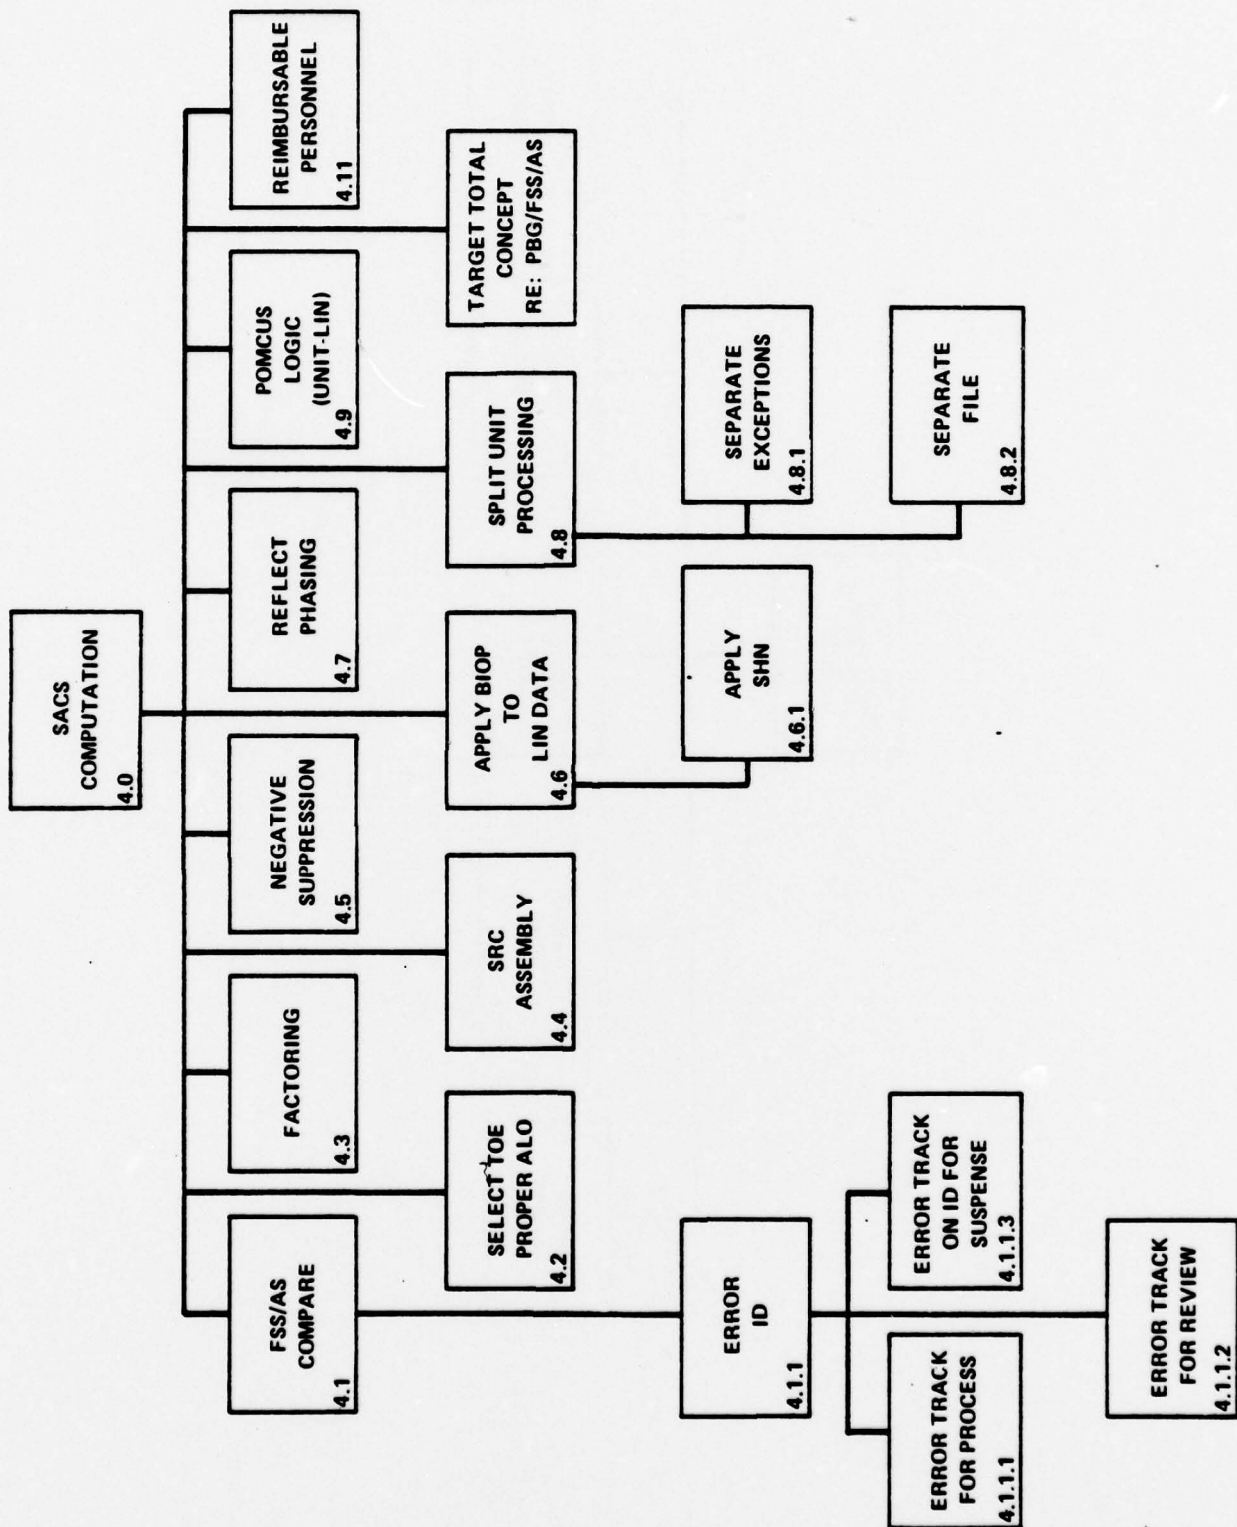 SACS
COMPUTATION
4.0
FSS/AS
COMPARE
4.1
FACTORING
4.3
NEGATIVE
SUPPRESSION
4.5
REFLECT
PHASING
4.7
POMCUS
LOGIC
(UNIT-LIN)
4.9
REIMBURSABLE
PERSONNEL
4.11
SELECT TOE
PROPER ALO
4.2
SRC
ASSEMBLY
4.4
APPLY BIOP
TO
LIN DATA
4.6
SPLIT UNIT
PROCESSING
4.8
TARGET TOTAL
CONCEPT
RE: PBG/FSS/AS
ERROR
ID
4.1.1
APPLY
SHN
4.6.1
SEPARATE
EXCEPTIONS
4.8.1
ERROR TRACK
FOR PROCESS
4.1.1.1
ERROR TRACK
ON ID FOR
SUSPENSE
4.1.1.3
SEPARATE
FILE
4.8.2
ERROR TRACK
FOR REVIEW
4.1.1.2